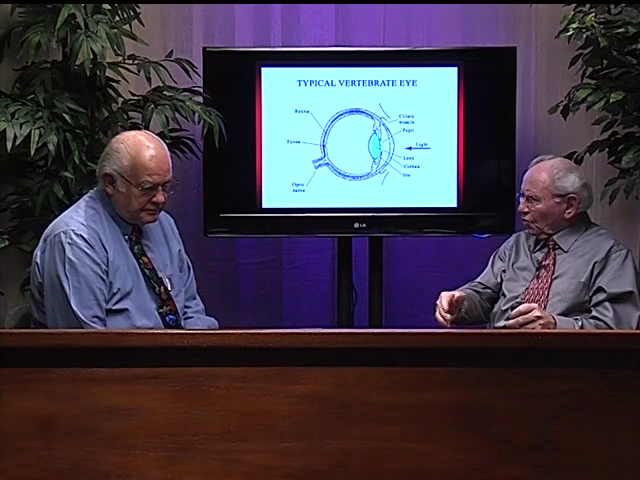 TYPICAL VERTEBRATE EYE
Retina
Fovea
Optic
nerve
Ciliary
muscle
Pupil
Light
Lens
Cornea
Iris
LG